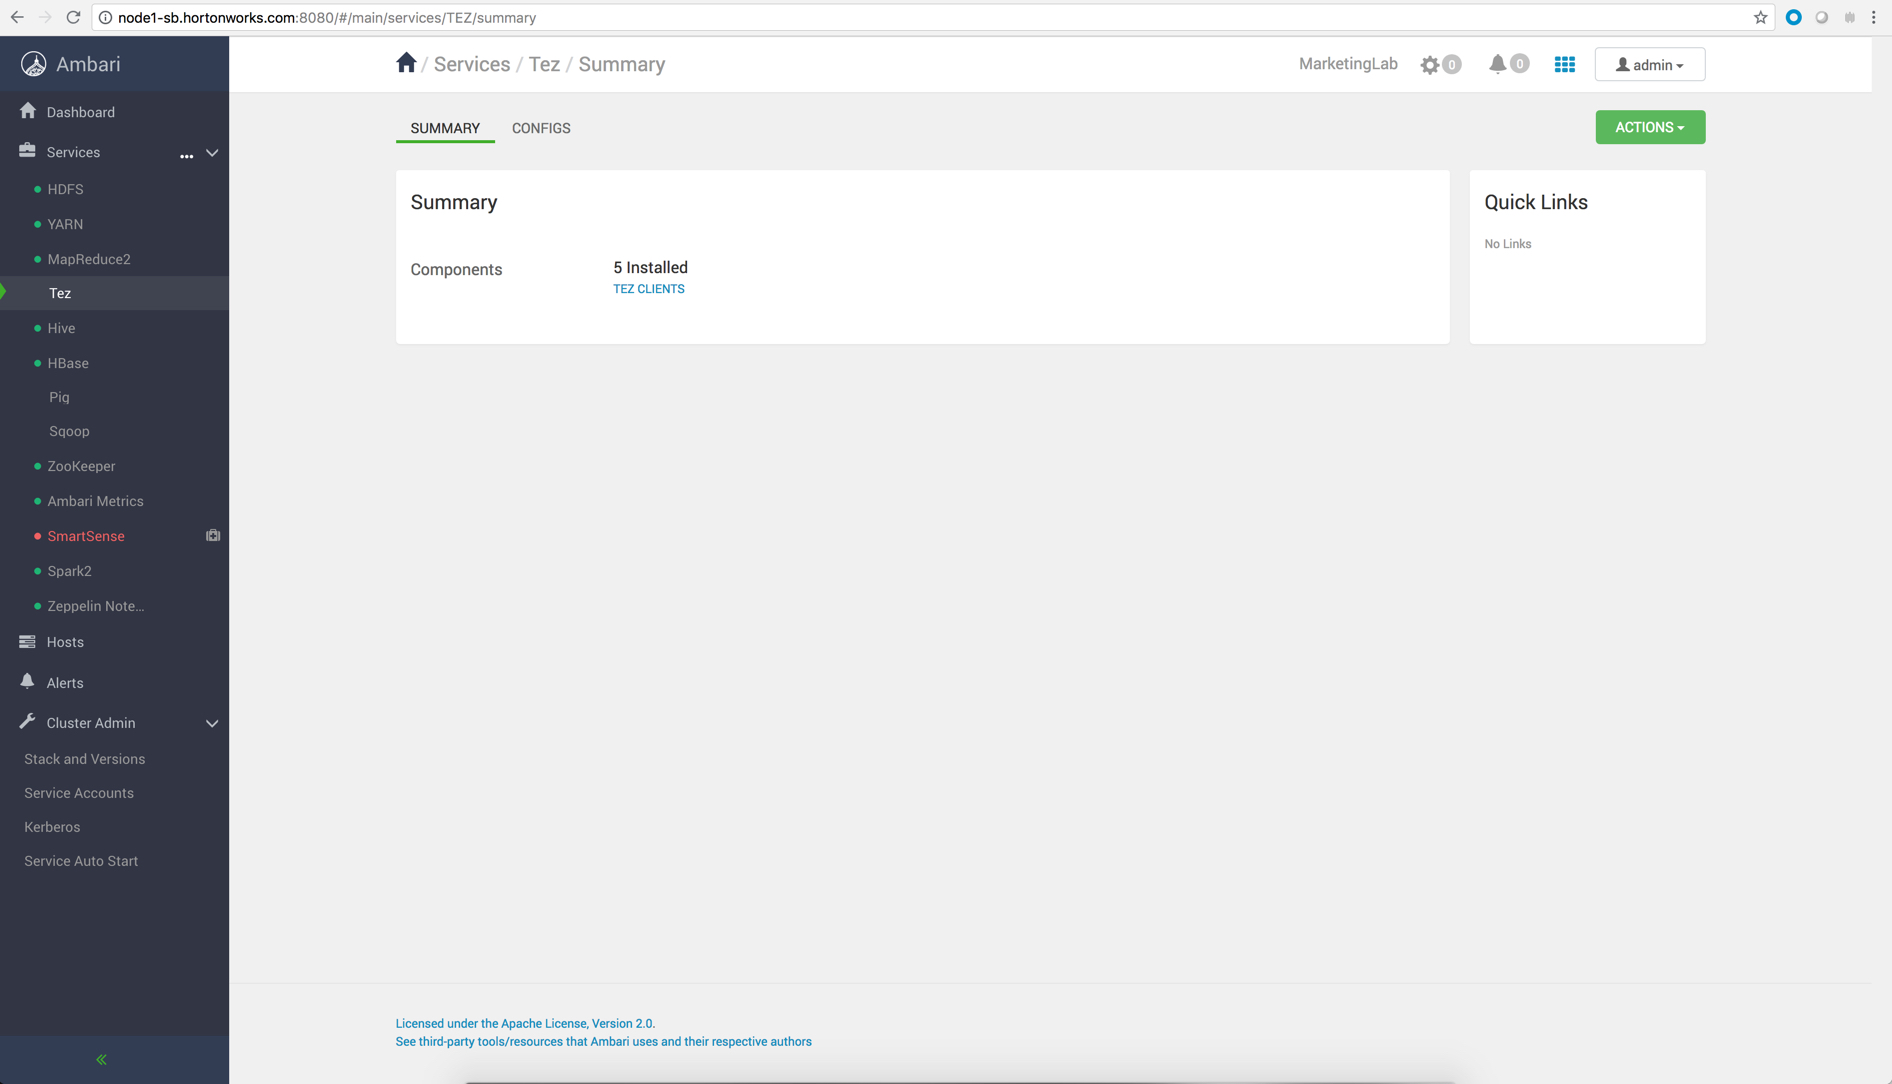 node1-sb.hortonworks.com:8080/#/main/services/TEZ/summary
Ambari
/ Services / Tez / Summary
MarketingLab
0
0
admin
Dashboard
Services
...
HDFS
YARN
MapReduce2
Tez
Hive
HBase
Pig
Sqoop
ZooKeeper
Ambari Metrics
SmartSense
Spark2
Zeppelin Note...
Hosts
Alerts
Cluster Admin
Stack and Versions
Service Accounts
Kerberos
Service Auto Start
SUMMARY
CONFIGS
ACTIONS
Summary
Components
5 Installed
TEZ CLIENTS
Quick Links
No Links
Licensed under the Apache License, Version 2.0.
See third-party tools/resources that Ambari uses and their respective authors